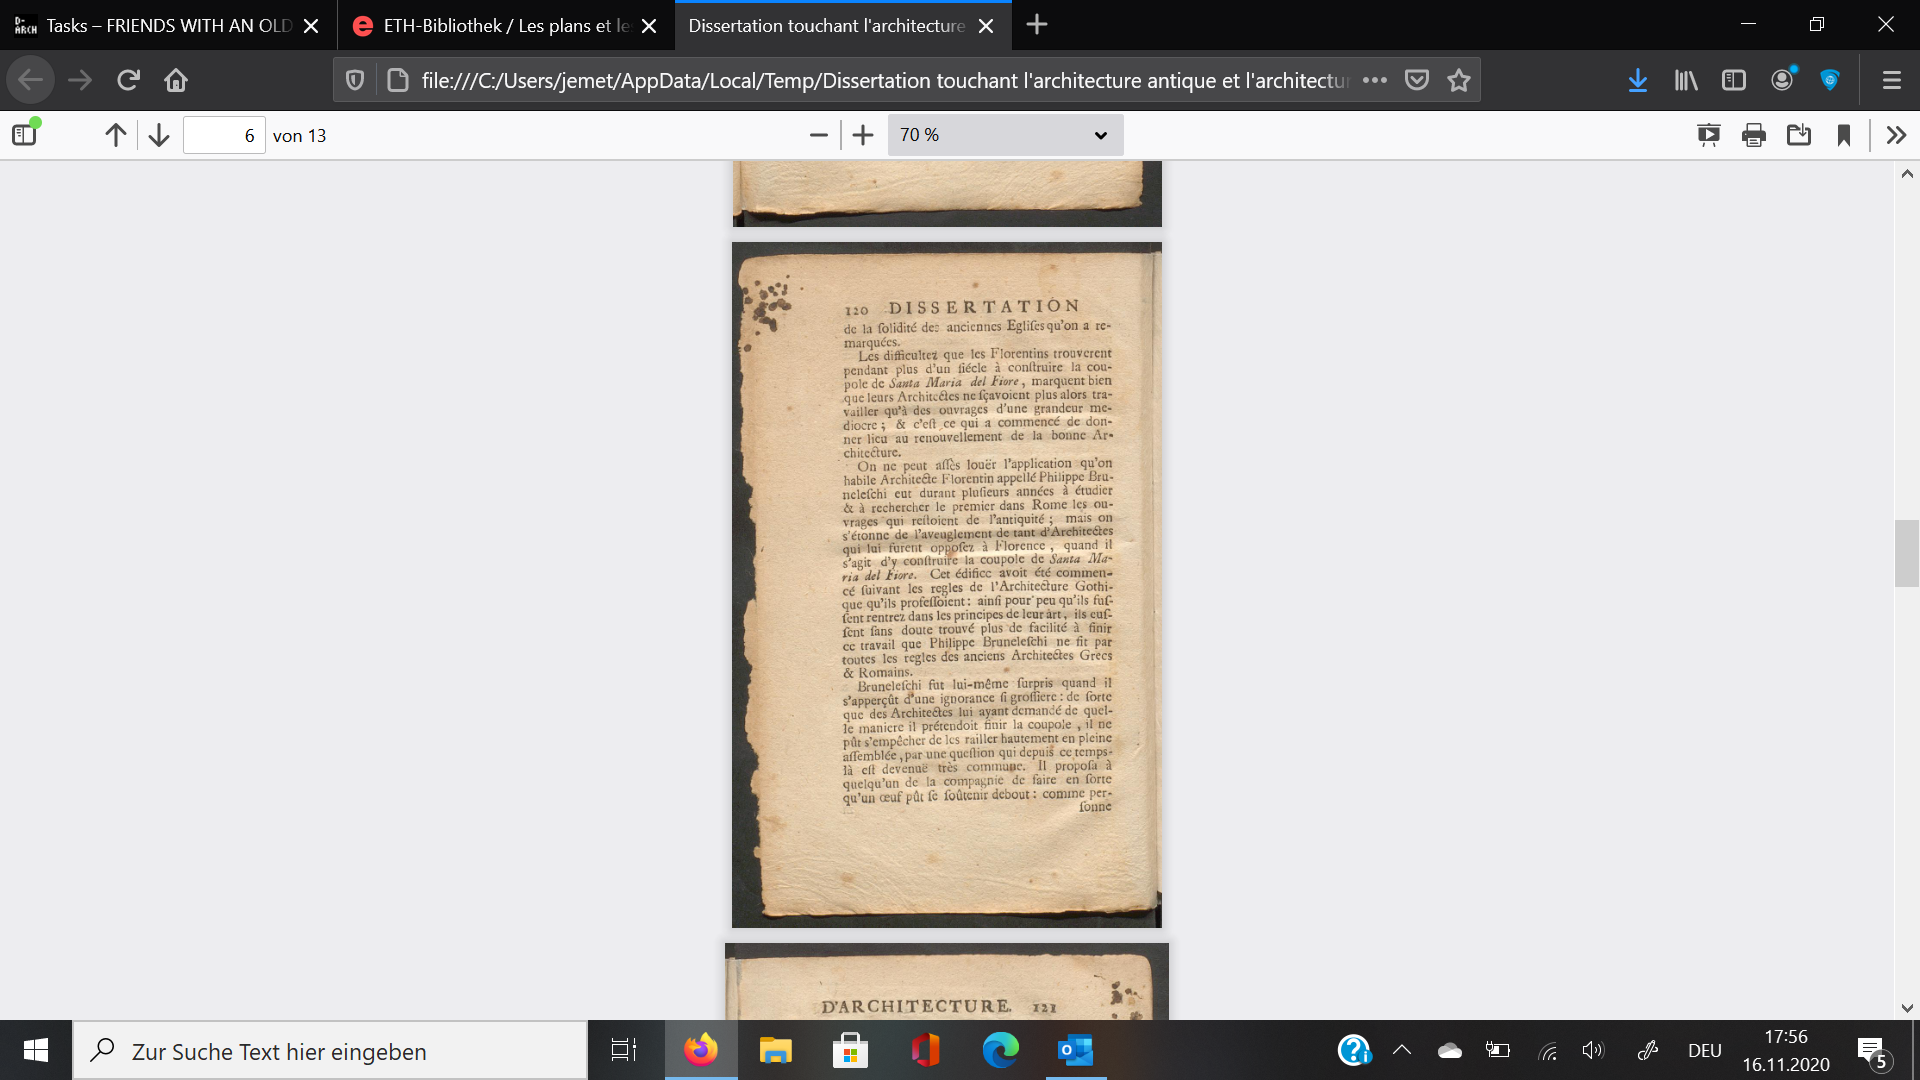 Tasks – FRIENDS WITH AN OLD
ETH-Bibliothek / Les plans et le
Dissertation touchant l'architecture
file:///C:/Users/jemet/AppData/Local/Temp/Dissertation touchant l'architecture antique et l'architectur
6 von 13
70 %
120 DISSERTATION
de la ſolidité des anciennes Egliſes qu'on a re-
marquées.
Les difficultez que les Florentins trouverent
pendant plus d'un ſiécle à conſtruire la cou-
pole de Santa Maria del Fiore, marquent bien
que leurs Architectes ne ſçavoient plus alors tra-
vailler qu'à des ouvrages d'une grandeur me-
diocre ; & c'eſt ce qui a commencé de don-
ner lieu au renouvellement de la bonne Ar-
chitecture.
On ne peut aſſès louër l'application qu'on
habile Architecte Florentin appellé Philippe Bru-
neleſchi eut durant pluſieurs années à étudier
& à rechercher le premier dans Rome les ou-
vrages qui reſtoient de l'antiquité ; mais on
s'étonne de l'aveuglement de tant d'Architectes
qui lui furent oppoſez à Florence, quand il
s'agit d'y conſtruire la coupole de Santa Ma-
ria del Fiore. Cet édifice avoit été commen-
cé ſuivant les regles de l'Architecture Gothi-
que qu'ils profeſſoient : ainſi pour peu qu'ils fuſ-
ſent rentrez dans les principes de leur art, ils euſ-
ſent ſans doute trouvé plus de facilité à finir
ce travail que Philippe Bruneleſchi ne fit par
toutes les regles des anciens Architectes Grecs
& Romains.
Bruneleſchi fut lui-même ſurpris quand il
s'apperçût d'une ignorance ſi groſſiere : de ſorte
que des Architectes lui ayant demandé de quel-
le maniere il prétendoit finir la coupole, il ne
pût s'empêcher de les railler hautement en pleine
aſſemblée, par une queſtion qui depuis ce temps-
là eſt devenuë très commune. Il propoſa à
quelqu'un de la compagnie de faire en ſorte
qu'un œuf pût ſe ſoûtenir debout : comme per-
ſonne
D'ARCHITECTURE. 121
Zur Suche Text hier eingeben
DEU
17:56
16.11.2020
5